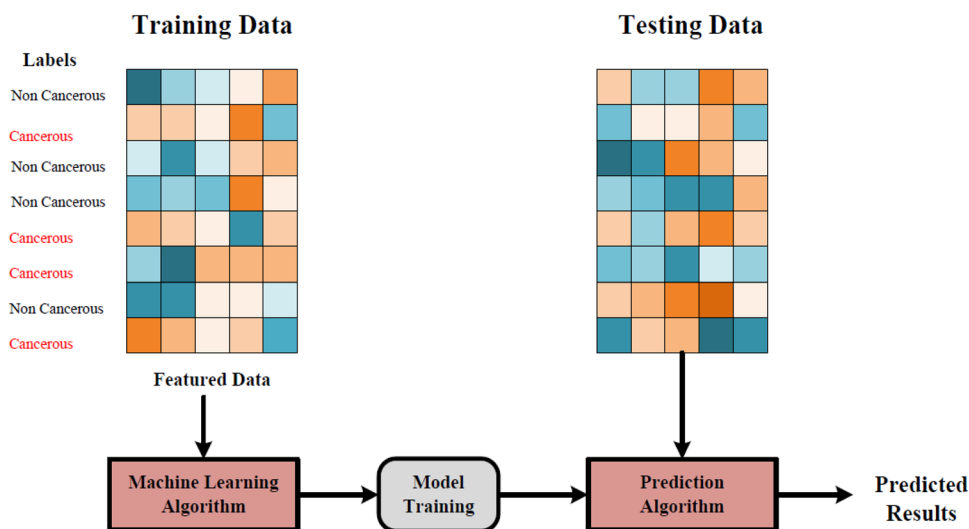 Training Data
Testing Data
Labels
Non Cancerous
Cancerous
Non Cancerous
Non Cancerous
Cancerous
Cancerous
Non Cancerous
Cancerous
Featured Data
Machine Learning
Algorithm
Model
Training
Prediction
Algorithm
Predicted
Results